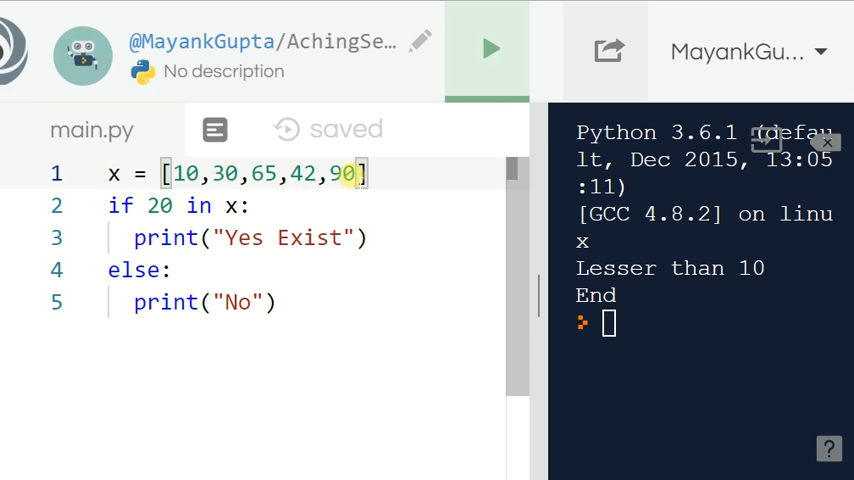 @MayankGupta/AchingSe...
No description
MayankGu...
main.py
saved
1 x = [10,30,65,42,90]
2 if 20 in x:
3 print("Yes Exist")
4 else:
5 print("No")
Python 3.6.1 (defau
lt, Dec 2015, 13:05
:11)
[GCC 4.8.2] on linu
x
Lesser than 10
End
?